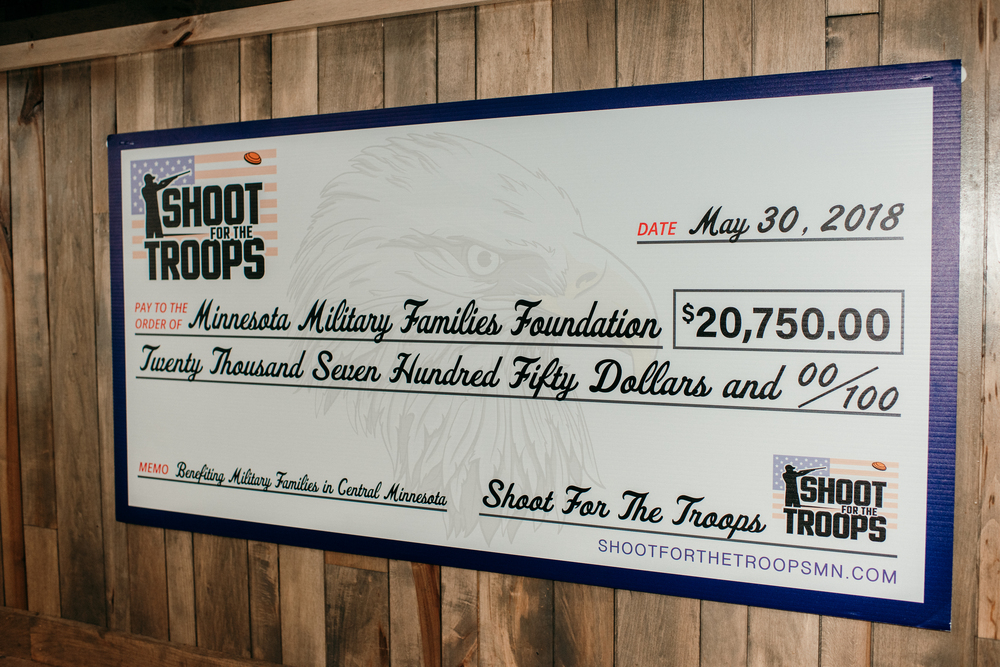 SHOOT
FOR THE
TROOPS
DATE May 30, 2018
PAY TO THE
ORDER OF Minnesota Military Families Foundation $20,750.00
Twenty Thousand Seven Hundred Fifty Dollars and 00/100
MEMO Benefiting Military Families in Central Minnesota
Shoot For The Troops
SHOOT
FOR THE
TROOPS
SHOOTFORTHETROOPSMN.COM